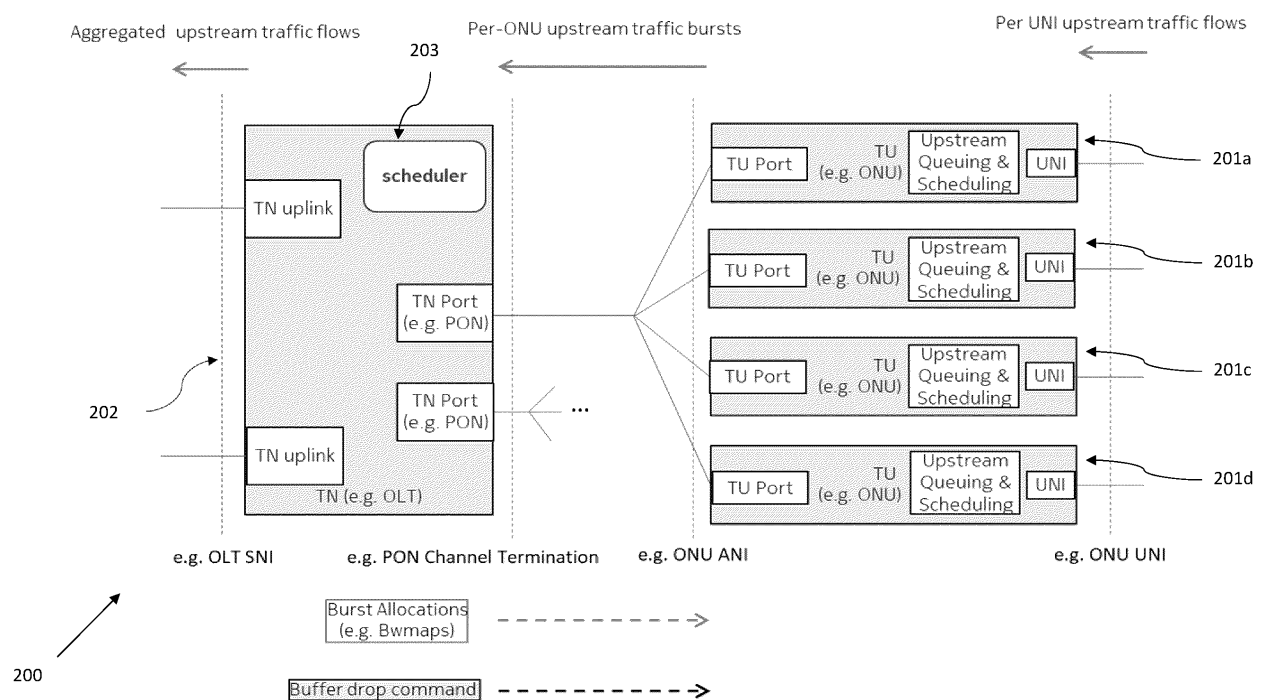 Aggregated upstream traffic flows
Per-ONU upstream traffic bursts
Per UNI upstream traffic flows
203
scheduler
TN uplink
TN Port
(e.g. PON)
TN Port
(e.g. PON)
...
TN uplink
TN (e.g. OLT)
202
TU Port
TU
(e.g. ONU)
Upstream
Queuing &
Scheduling
UNI
201a
TU Port
TU
(e.g. ONU)
Upstream
Queuing &
Scheduling
UNI
201b
TU Port
TU
(e.g. ONU)
Upstream
Queuing &
Scheduling
UNI
201c
TU Port
TU
(e.g. ONU)
Upstream
Queuing &
Scheduling
UNI
201d
e.g. OLT SNI
e.g. PON Channel Termination
e.g. ONU ANI
e.g. ONU UNI
Burst Allocations
(e.g. Bwmaps)
200
Buffer drop command